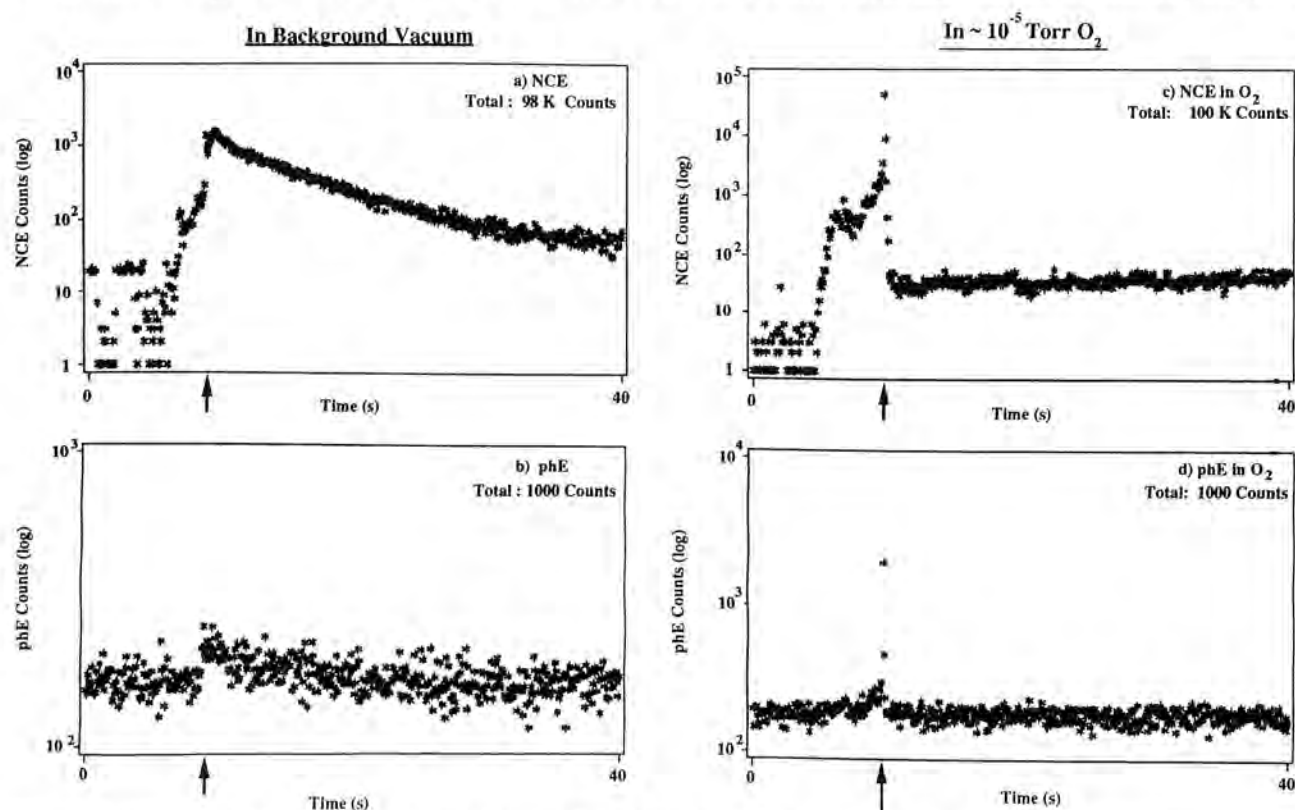 In Background Vacuum
10^4
10^3
10^2
10
1
NCE Counts (log)
a) NCE
Total : 98 K Counts
0
Time (s)
40
In ~ 10^-5 Torr O_2
10^5
10^4
10^3
10^2
10
1
NCE Counts (log)
c) NCE in O_2
Total: 100 K Counts
0
Time (s)
40
10^3
10^2
phE Counts (log)
b) phE
Total : 1000 Counts
0
Time (s)
40
10^4
10^3
10^2
phE Counts (log)
d) phE in O_2
Total: 1000 Counts
0
Time (s)
40